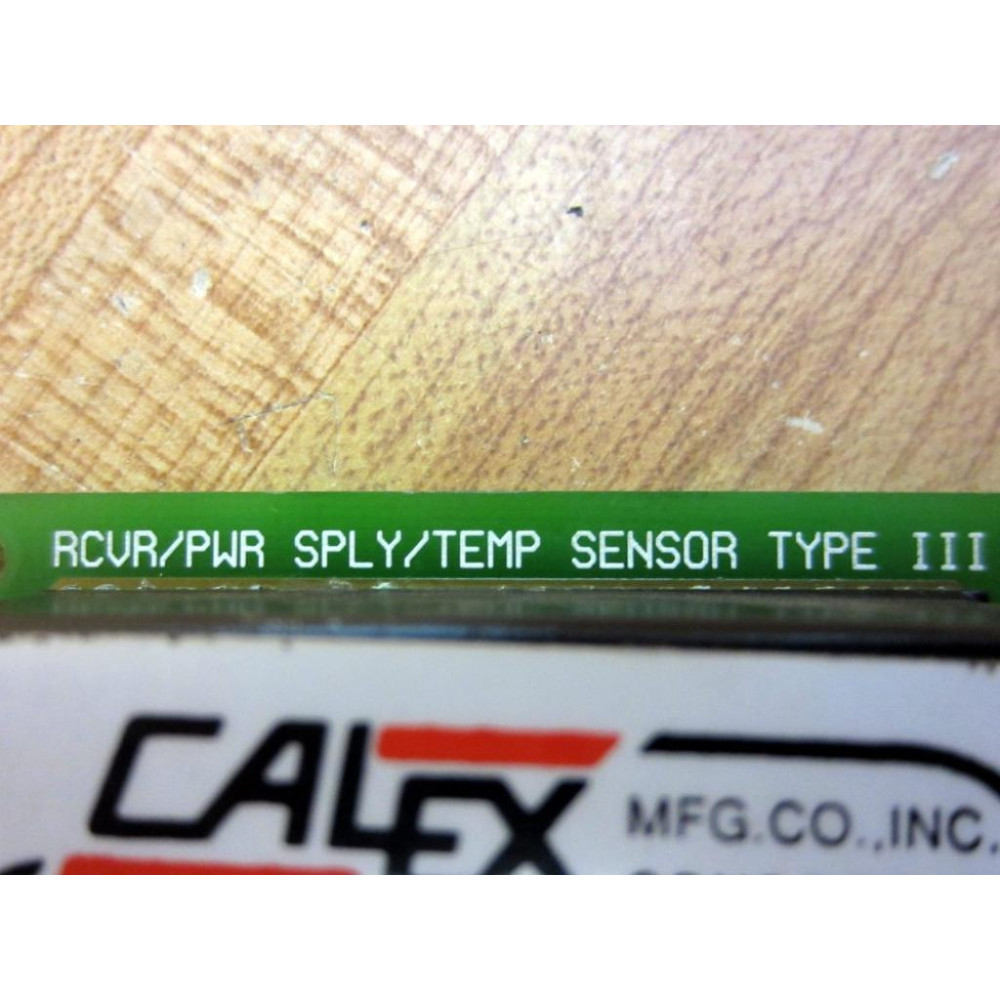 RCVR/PWR SPLY/TEMP SENSOR TYPE III
CALEX
MFG.CO.,INC.